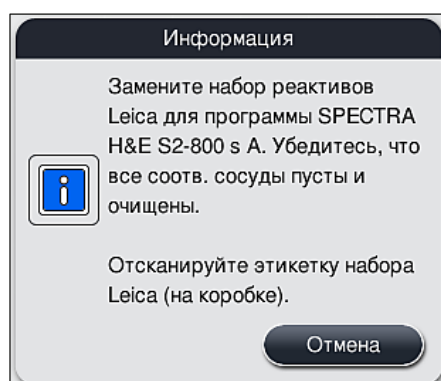 Информация
Замените набор реактивов
Leica для программы SPECTRA
H&E S2-800 s A. Убедитесь, что
все соотв. сосуды пусты и
очищены.
Отсканируйте этикетку набора
Leica (на коробке).
Отмена